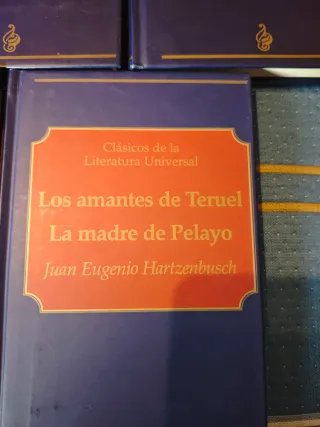 Clásicos de la
Literatura Universal
Los amantes de Teruel
La madre de Pelayo
Juan Eugenio Hartzenbusch